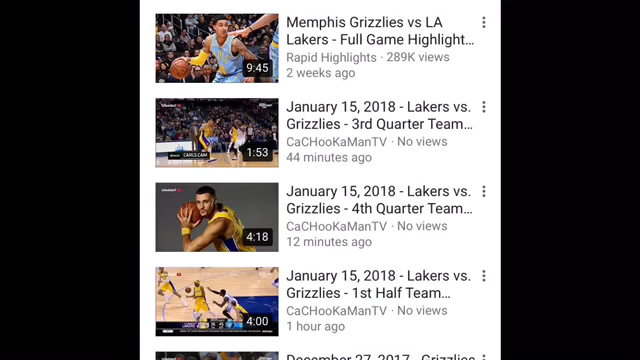 Memphis Grizzlies vs LA
Lakers - Full Game Highlight...
Rapid Highlights · 289K views
2 weeks ago
9:45
January 15, 2018 - Lakers vs.
Grizzlies - 3rd Quarter Team...
CaCHooKaManTV · No views
44 minutes ago
CARLS CAM
1:53
January 15, 2018 - Lakers vs.
Grizzlies - 4th Quarter Team...
CaCHooKaManTV · No views
12 minutes ago
4:18
January 15, 2018 - Lakers vs.
Grizzlies - 1st Half Team...
CaCHooKaManTV · No views
1 hour ago
4:00
December 27, 2017 - Grizzlies